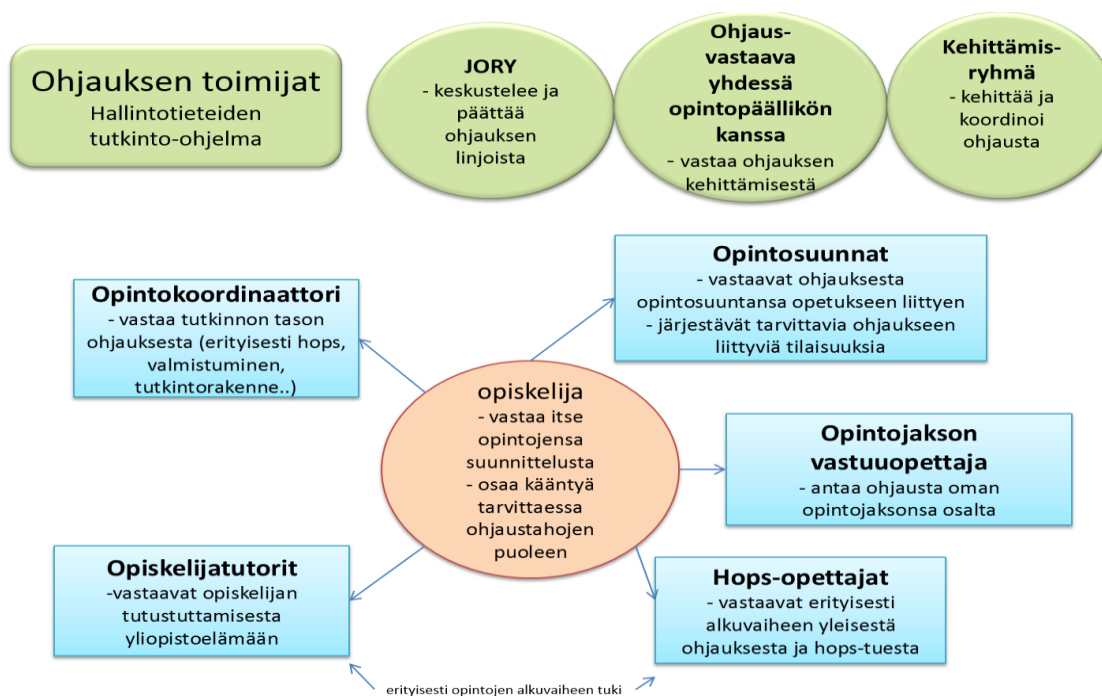 Ohjauksen toimijat
Hallintotieteiden
tutkinto-ohjelma
JORY
- keskustelee ja
päättää
ohjauksen
linjoista
Ohjaus-
vastaava
yhdessä
opintopäällikön
kanssa
- vastaa ohjauksen
kehittämisestä
Kehittämis-
ryhmä
- kehittää ja
koordinoi
ohjausta
Opintokoordinaattori
- vastaa tutkinnon tason
ohjauksesta (erityisesti hops,
valmistuminen,
tutkintorakenne..)
Opintosuunnat
- vastaavat ohjauksesta
opintosuuntansa opetukseen liittyen
- järjestävät tarvittavia ohjaukseen
liittyviä tilaisuuksia
opiskelija
- vastaa itse
opintojensa
suunnittelusta
- osaa kääntyä
tarvittaessa
ohjaustahojen
puoleen
Opintojakson
vastuuopettaja
- antaa ohjausta oman
opintojaksonsa osalta
Opiskelijatutorit
-vastaavat opiskelijan
tutustuttamisesta
yliopistoelämään
Hops-opettajat
- vastaavat erityisesti
alkuvaiheen yleisestä
ohjauksesta ja hops-tuesta
erityisesti opintojen alkuvaiheen tuki